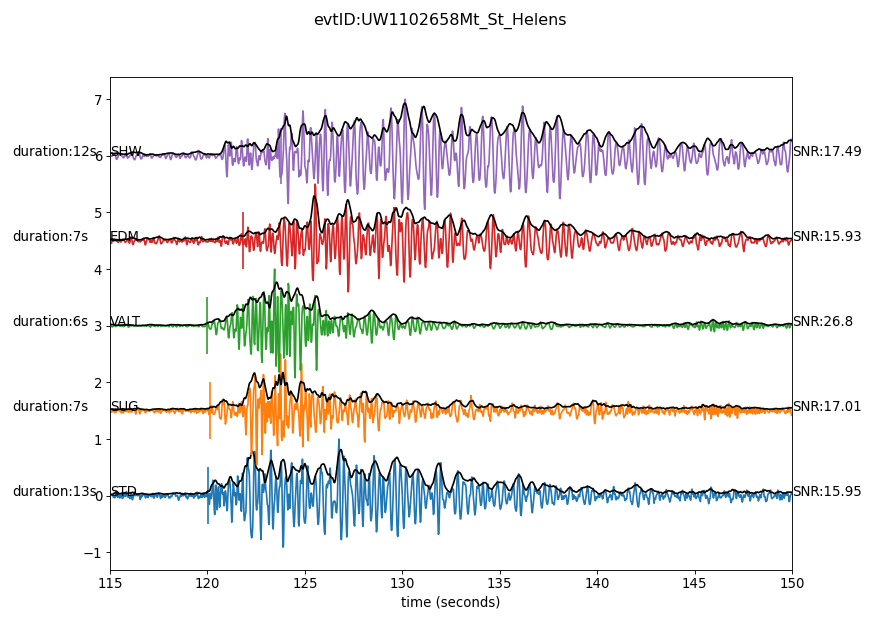 evtID:UW1102658Mt_St_Helens
7
duration:12s SHW SNR:17.49
6
5
duration:7s EDM SNR:15.93
4
duration:6s VALT SNR:26.8
3
2
duration:7s SUG SNR:17.01
1
duration:13s STD SNR:15.95
0
−1
115 120 125 130 135 140 145 150
time (seconds)